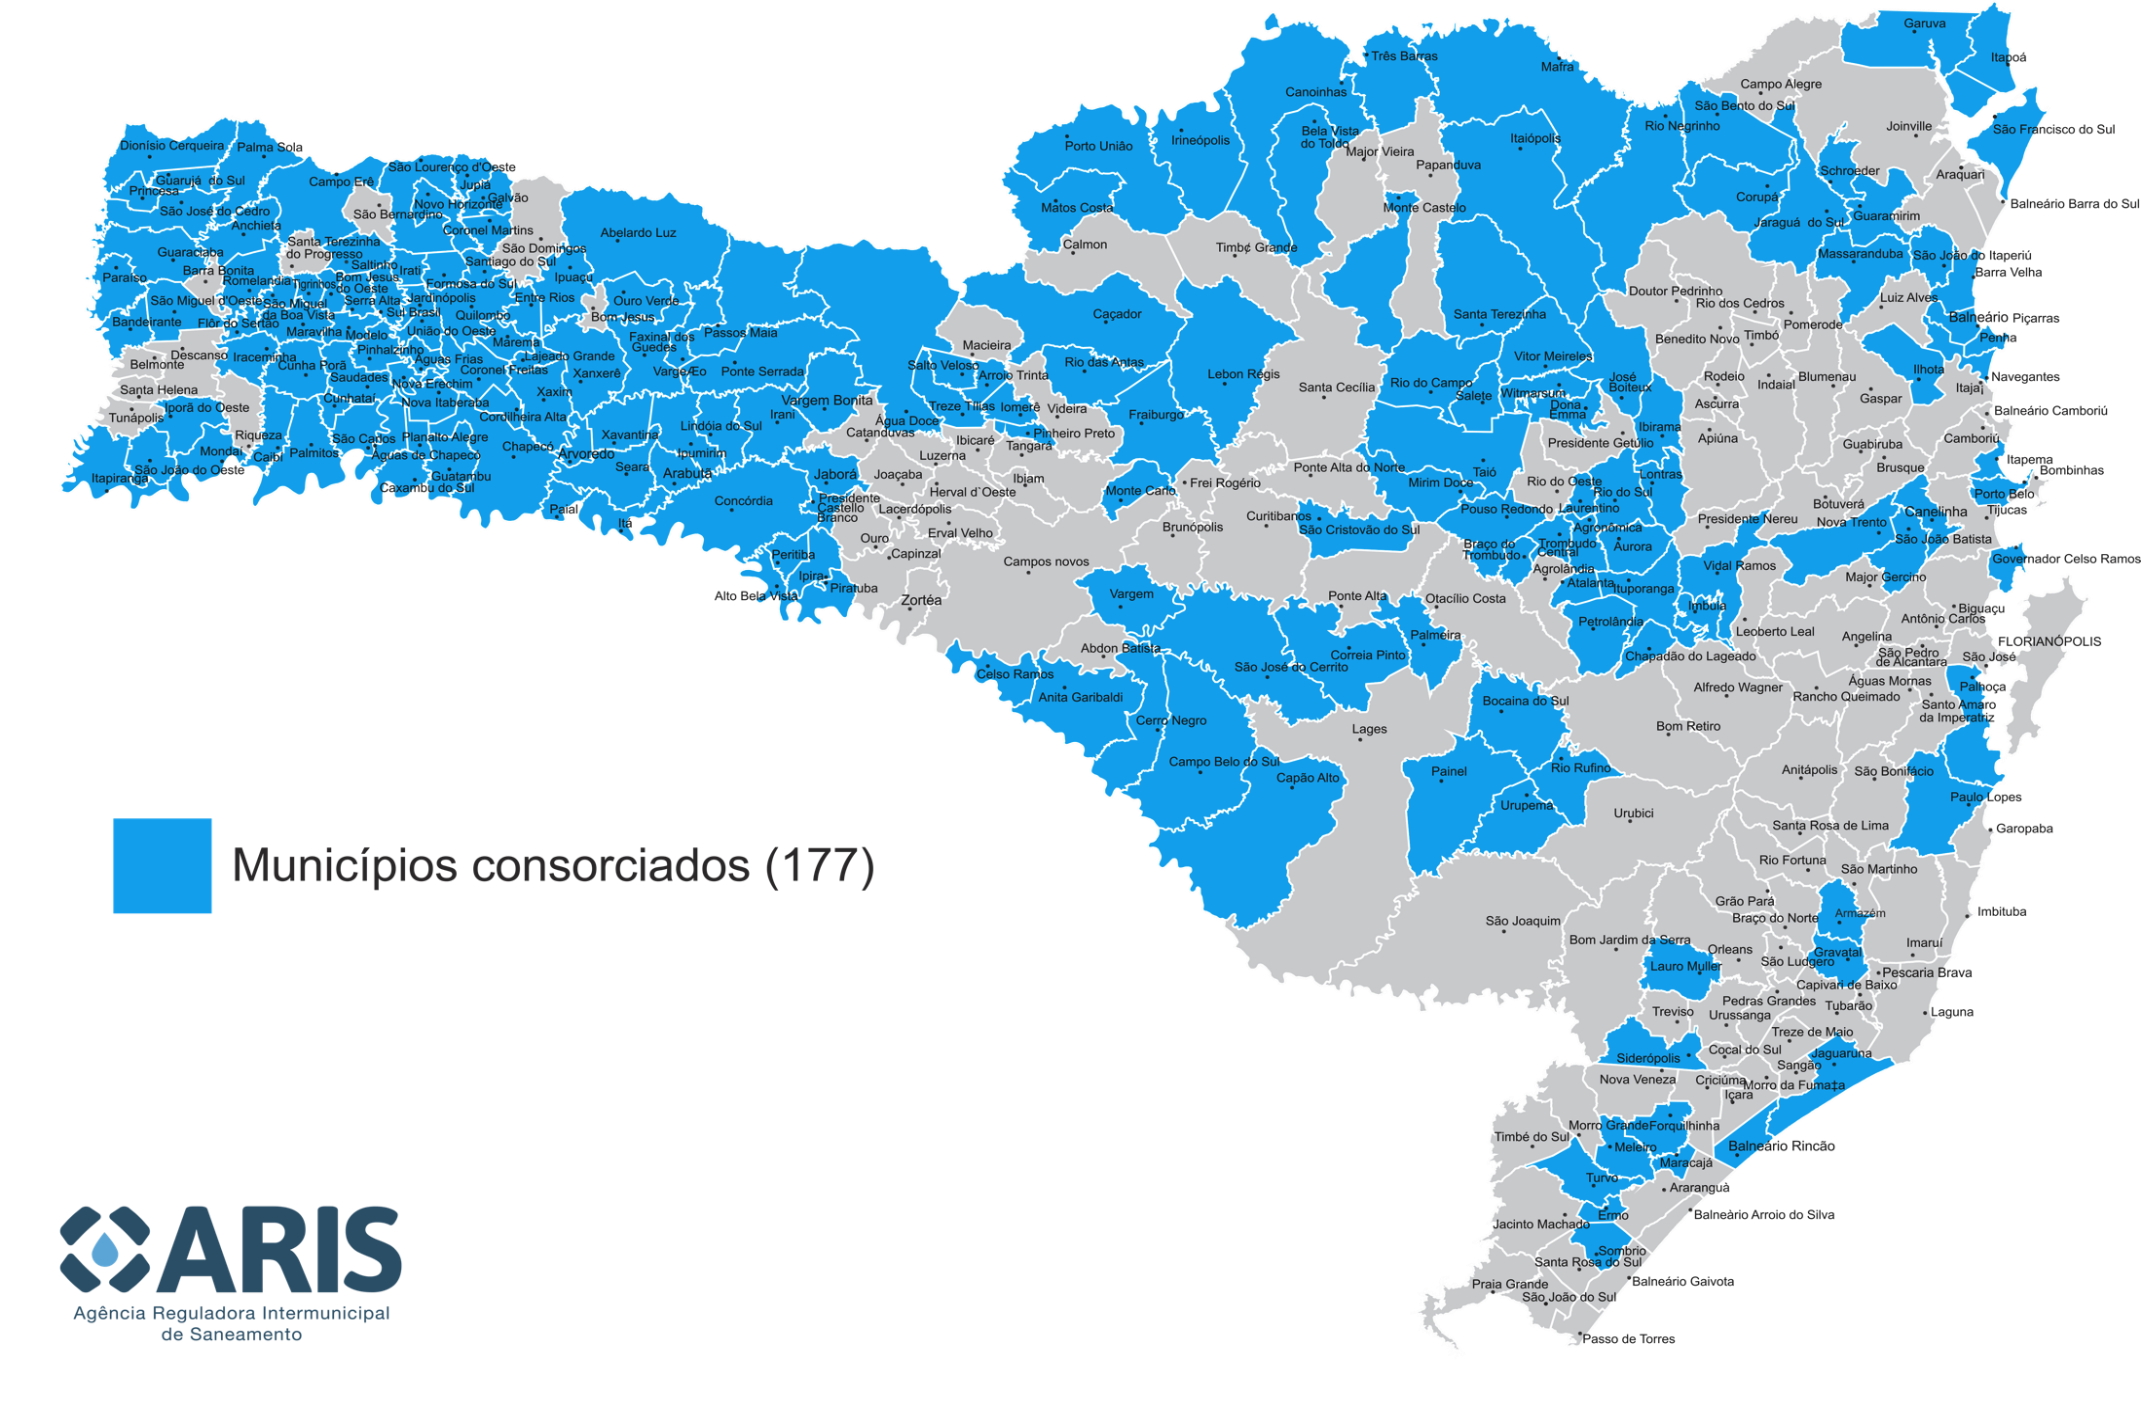 Garuva
Itapoá
Três Barras
Mafra
Campo Alegre
Canoinhas
São Bento do Sul
Rio Negrinho
Joinville
São Francisco do Sul
Bela Vista
do Toldo
Irineópolis
Porto União
Itaiópolis
Major Vieira
Papanduva
Schroeder
Araquari
Dionísio Cerqueira
Palma Sola
São Lourenço d'Oeste
Guarujá do Sul
Campo Erê
Jupiá
Princesa
Galvão
Novo Horizonte
São José do Cedro
São Bernardino
Matos Costa
Monte Castelo
Corupá
Guaramirim
Jaraguá do Sul
Balneário Barra do Sul
Anchieta
Coronel Martins
Abelardo Luz
Santa Terezinha
do Progresso
São Domingos
Calmon
Timb¢ Grande
Massaranduba
São João do Itaperiú
Guaraciaba
Saltinho
Santiago do Sul
Barra Bonita
Irati
Barra Velha
Paraíso
Romelandia
Tigrinhos
Bom Jesus
do Oeste
Formosa do Sul
Ipuaçu
Doutor Pedrinho
Rio dos Cedros
Luiz Alves
São Miguel d'Oeste
São Miguel
da Boa Vista
Serra Alta
Jardinópolis
Entre Rios
Ouro Verde
Sul Brasil
Quilombo
Bom Jesus
Caçador
Santa Terezinha
Pomerode
Balneário Piçarras
Bandeirante
Flôr do Sertão
Maravilha
Modelo
União do Oeste
Marema
Faxinal dos
Guedes
Passos Maia
Benedito Novo
Timbó
Penha
Macieira
Belmonte
Descanso
Iraceminha
Pinhalzinho
Águas Frias
Lajeado Grande
Vitor Meireles
Cunha Porã
Coronel Freitas
Xanxerê
VargeÆo
Ponte Serrada
Salto Veloso
Arroio Trinta
Rio das Antas
Lebon Régis
Santa Cecília
Rio do Campo
José
Boiteux
Rodeio
Indaial
Blumenau
Ilhota
Navegantes
Itajaí
Saudades
Nova Erechim
Santa Helena
Cunhataí
Nova Itaberaba
Xaxim
Vargem Bonita
Salete
Witmarsum
Dona
Emma
Ascurra
Gaspar
Balneário Camboriú
Tunápolis
Iporã do Oeste
Cordilheira Alta
Irani
Água Doce
Treze Tílias
Iomerê
Videira
Fraiburgo
Ibirama
Riqueza
São Carlos
Planalto Alegre
Xavantina
Lindóia do Sul
Catanduvas
Ibicaré
Pinheiro Preto
Tangará
Presidente Getúlio
Apiúna
Guabiruba
Camboriú
Mondaí
Caibi
Palmitos
Águas de Chapecó
Chapecó
Arvoredo
Ipumirim
Luzerna
Brusque
Itapema
Bombinhas
São João do Oeste
Itapiranga
Guatambu
Caxambu do Sul
Seara
Arabutã
Jaborá
Joaçaba
Ibiam
Monte Carlo
Frei Rogério
Ponte Alta do Norte
Mirim Doce
Taió
Rio do Oeste
Lontras
Rio do Sul
Porto Belo
Paial
Itá
Concórdia
Presidente
Castello
Branco
Herval d`Oeste
Lacerdópolis
Pouso Redondo
Laurentino
Botuverá
Canelinha
Tijucas
Erval Velho
Brunópolis
Curitibanos
São Cristovão do Sul
Agronômica
Presidente Nereu
Nova Trento
São João Batista
Ouro
Capinzal
Peritiba
Campos novos
Braço do
Trombudo
Trombudo
Central
Aurora
Vidal Ramos
Governador Celso Ramos
Ipira
Piratuba
Alto Bela Vista
Zortéa
Vargem
Ponte Alta
Otacílio Costa
Agrolândia
Atalanta
Ituporanga
Imbuia
Major Gercino
Biguaçu
Antônio Carlos
Petrolândia
Palmeira
Leoberto Leal
Angelina
FLORIANÓPOLIS
Abdon Batista
Correia Pinto
Chapadão do Lageado
São Pedro
de Alcantara
São José
Celso Ramos
São José do Cerrito
Anita Garibaldi
Bocaina do Sul
Alfredo Wagner
Rancho Queimado
Águas Mornas
Palhoça
Santo Amaro
da Imperatriz
Cerro Negro
Lages
Bom Retiro
Campo Belo do Sul
Capão Alto
Painel
Rio Rufino
Anitápolis
São Bonifácio
Urupema
Urubici
Paulo Lopes
Santa Rosa de Lima
Garopaba
Municípios consorciados (177)
Rio Fortuna
São Martinho
Grão Pará
Braço do Norte
Armazém
Imbituba
São Joaquim
Bom Jardim da Serra
Orleans
Lauro Muller
São Ludgero
Gravatal
Imaruí
Pescaria Brava
Capivari de Baixo
Pedras Grandes
Tubarão
Treviso
Urussanga
Laguna
Treze de Maio
Siderópolis
Cocal do Sul
Jaguaruna
Sangão
Nova Veneza
Criciúma
Morro da Fumaça
Içara
Morro Grande
Forquilhinha
Timbé do Sul
Meleiro
Balneário Rincão
Maracajá
Turvo
Araranguà
Ermo
Jacinto Machado
Balneàrio Arroio do Silva
Sombrio
Santa Rosa do Sul
Praia Grande
Balneário Gaivota
São João do Sul
Passo de Torres
ARIS
Agência Reguladora Intermunicipal
de Saneamento